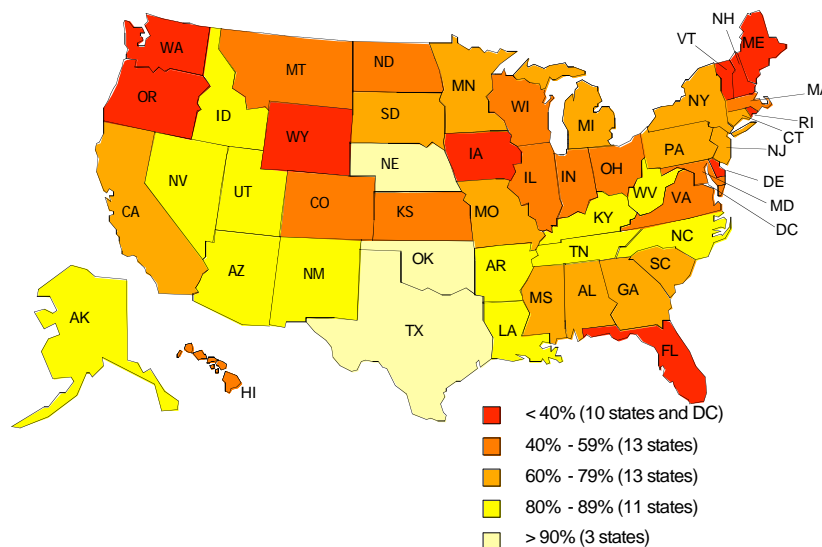 NH
VT
ME
WA
MT
ND
MN
OR
ID
SD
WI
NY
MA
MI
RI
WY
CT
IA
PA
NJ
NE
OH
NV
IL
IN
DE
UT
WV
CA
CO
KS
MO
VA
MD
KY
DC
NC
OK
TN
AZ
NM
AR
SC
MS
AL
GA
AK
TX
LA
FL
HI
< 40% (10 states and DC)
40% - 59% (13 states)
60% - 79% (13 states)
80% - 89% (11 states)
> 90% (3 states)